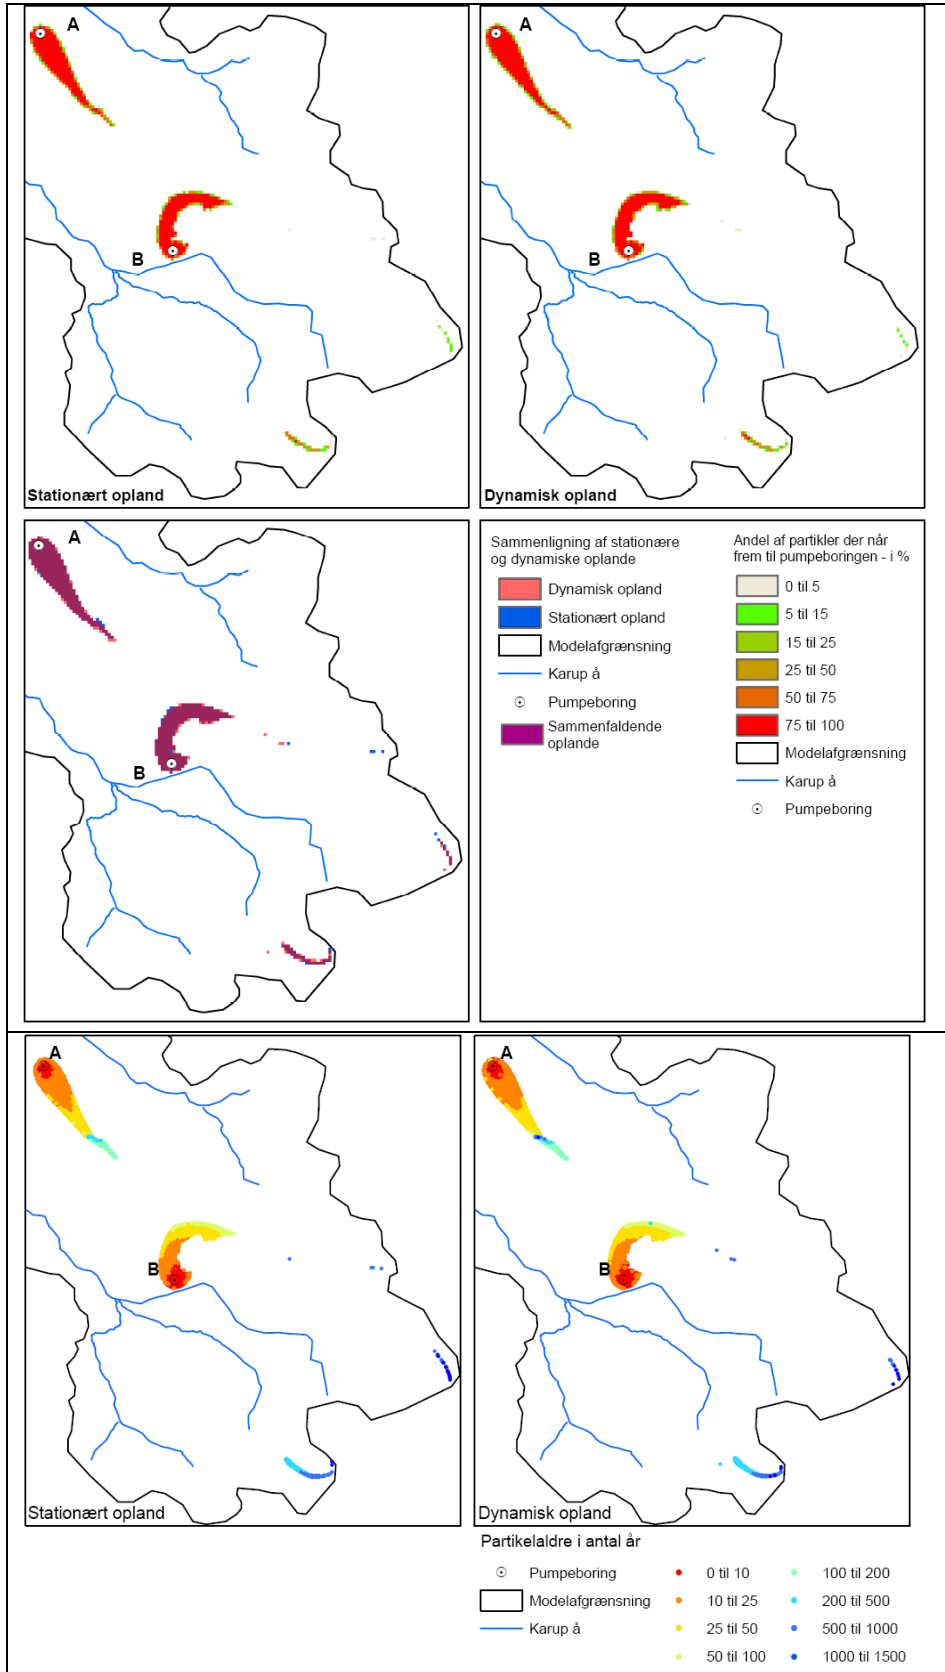 A
B
Stationært opland
A
B
Dynamisk opland
A
B
Sammenligning af stationære
og dynamiske oplande
Dynamisk opland
Stationært opland
Modelafgrænsning
Karup å
Pumpeboring
Sammenfaldende
oplande
Andel af partikler der når
frem til pumpeboringen - i %
0 til 5
5 til 15
15 til 25
25 til 50
50 til 75
75 til 100
Modelafgrænsning
Karup å
Pumpeboring
A
B
Stationært opland
A
B
Dynamisk opland
Partikelaldre i antal år
Pumpeboring
Modelafgrænsning
Karup å
0 til 10
10 til 25
25 til 50
50 til 100
100 til 200
200 til 500
500 til 1000
1000 til 1500